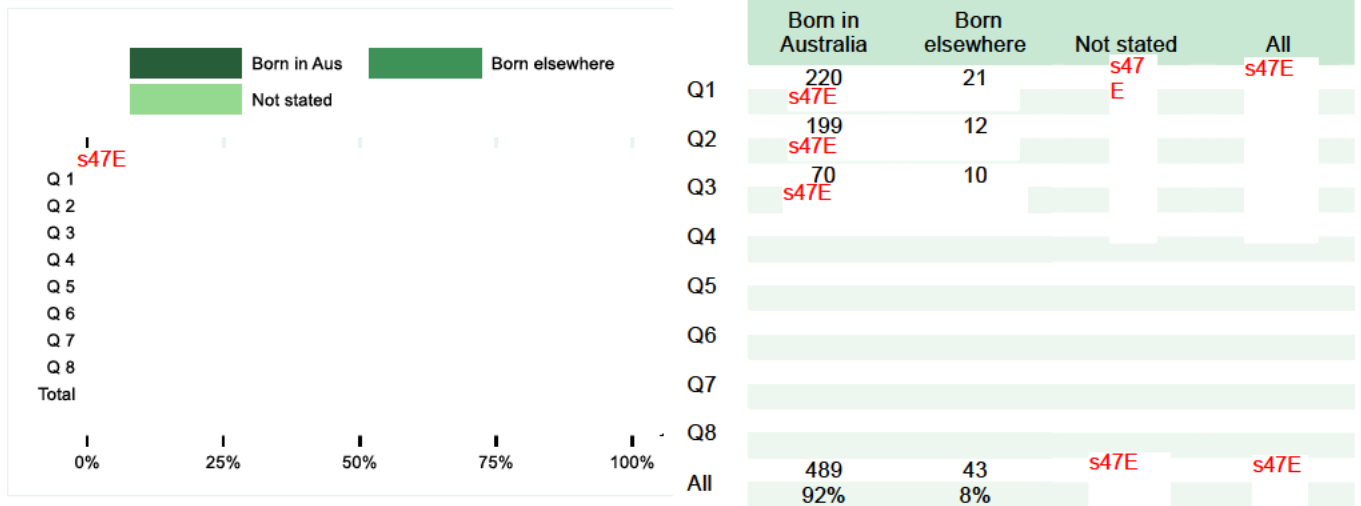 Born in Aus Born elsewhere
Not stated
s47E
Q 1
Q 2
Q 3
Q 4
Q 5
Q 6
Q 7
Q 8
Total
0% 25% 50% 75% 100%
Born in Australia Born elsewhere Not stated All
Q1 220 21 s47E s47E
s47E
Q2 199 12
s47E
Q3 70 10
s47E
Q4
Q5
Q6
Q7
Q8
All 489 43 s47E s47E
92% 8%